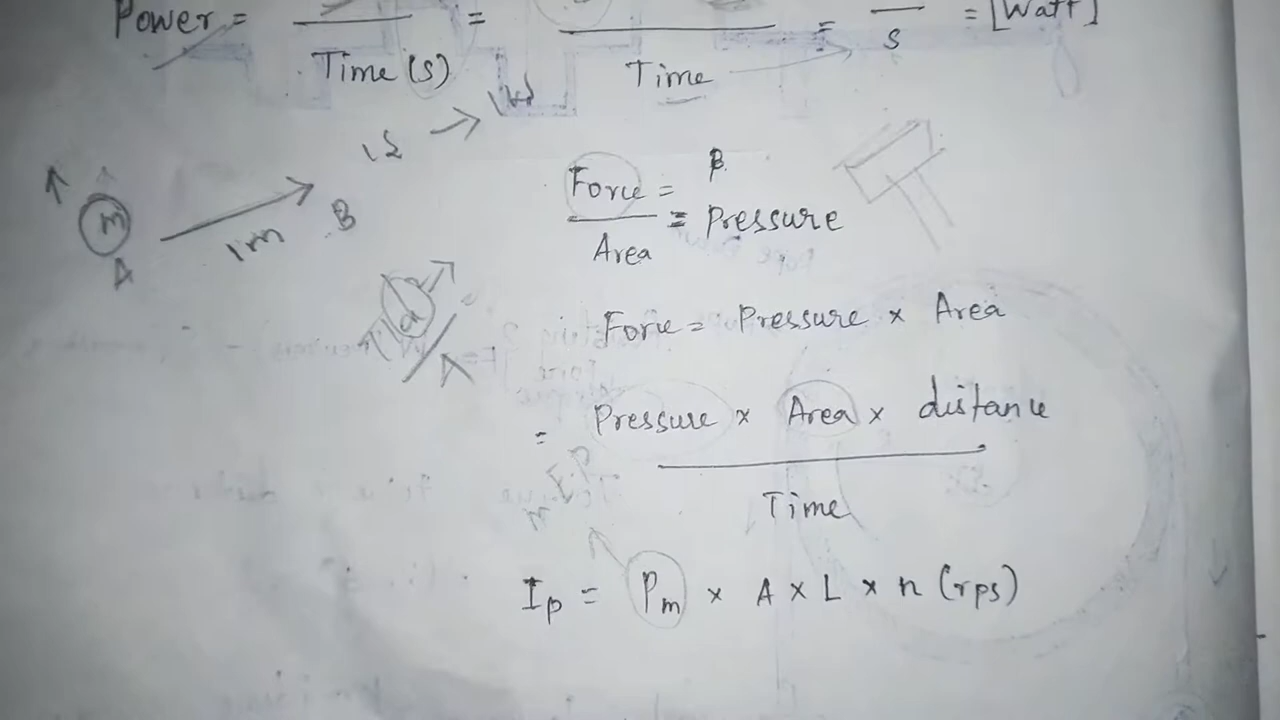 Power = / Time (s) = / Time = / s = [Watt]
1s → W
m
A
1m
B
Force = p
/ Area = Pressure
d
A
Force = Pressure × Area
= Pressure × Area × distance
Time
m.e.p
Ip = Pm × A × L × n (rps)